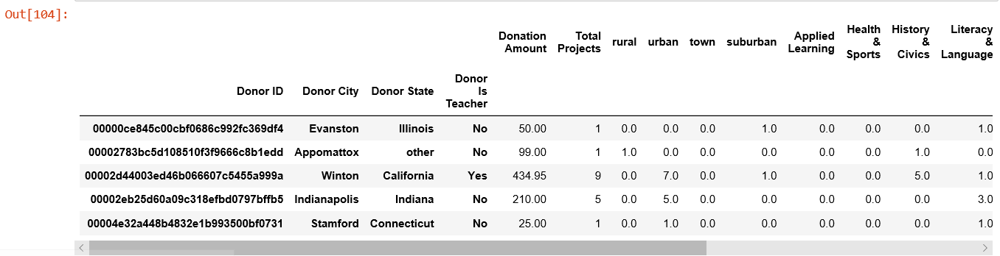 Out[104]:
Donation Amount Total Projects rural urban town suburban Applied Learning Health & Sports History & Civics Literacy & Language
Donor ID Donor City Donor State Donor Is Teacher
00000ce845c00cbf0686c992fc369df4 Evanston Illinois No 50.00 1 0.0 0.0 0.0 1.0 0.0 0.0 0.0 1.0
00002783bc5d108510f3f9666c8b1edd Appomattox other No 99.00 1 1.0 0.0 0.0 0.0 0.0 0.0 1.0 0.0
00002d44003ed46b066607c5455a999a Winton California Yes 434.95 9 0.0 7.0 0.0 1.0 0.0 0.0 5.0 1.0
00002eb25d60a09c318efbd0797bffb5 Indianapolis Indiana No 210.00 5 0.0 5.0 0.0 0.0 0.0 0.0 0.0 3.0
00004e32a448b4832e1b993500bf0731 Stamford Connecticut No 25.00 1 0.0 1.0 0.0 0.0 0.0 0.0 0.0 1.0